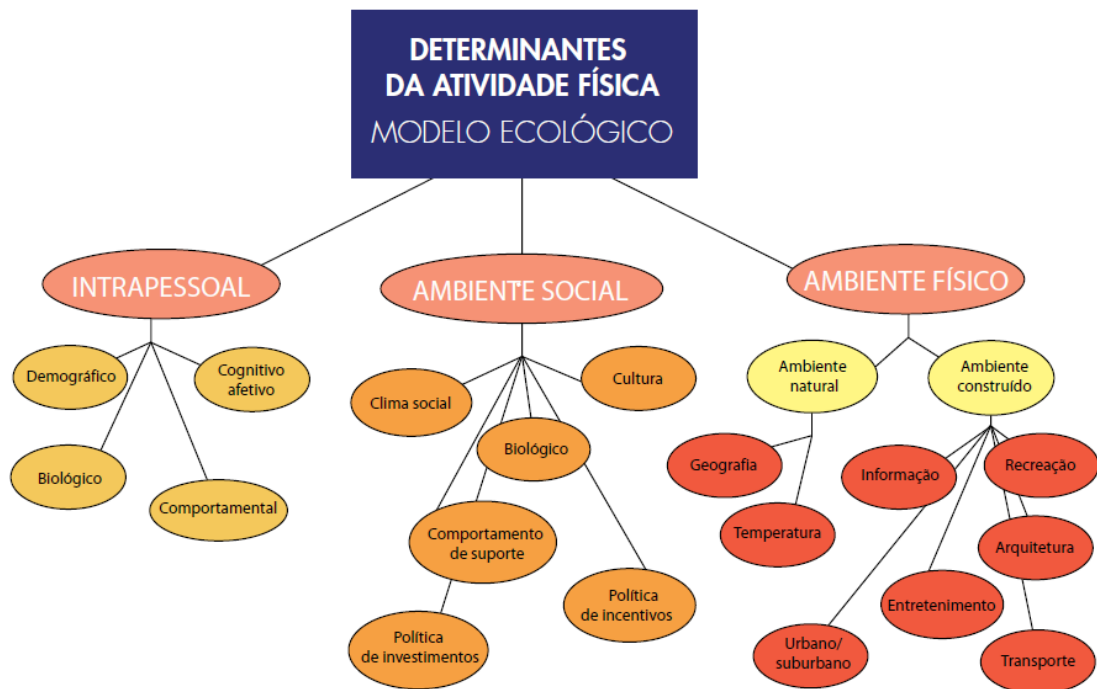 DETERMINANTES
DA ATIVIDADE FÍSICA
MODELO ECOLÓGICO
INTRAPESSOAL
AMBIENTE SOCIAL
AMBIENTE FÍSICO
Demográfico
Cognitivo
afetivo
Biológico
Comportamental
Clima social
Cultura
Biológico
Comportamento
de suporte
Política
de incentivos
Política
de investimentos
Ambiente
natural
Ambiente
construído
Geografia
Temperatura
Informação
Recreação
Arquitetura
Entretenimento
Urbano/
suburbano
Transporte